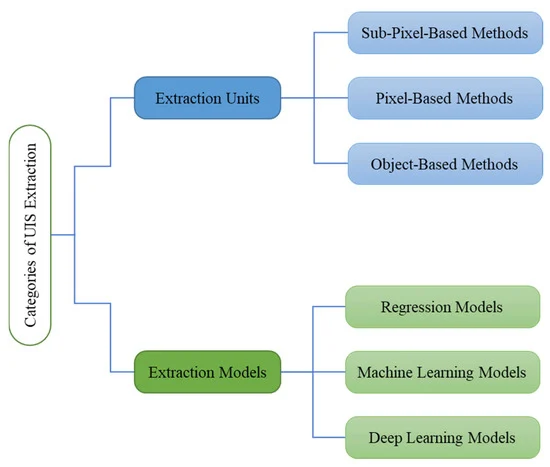 Categories of UIS Extraction
Extraction Units
Sub-Pixel-Based Methods
Pixel-Based Methods
Object-Based Methods
Extraction Models
Regression Models
Machine Learning Models
Deep Learning Models